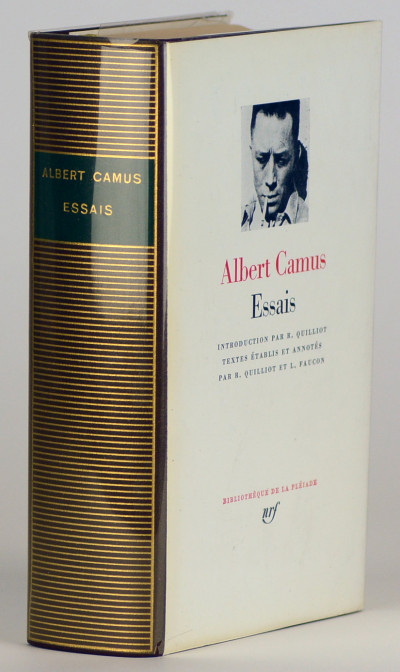 ALBERT CAMUS
ESSAIS
Albert Camus
Essais
INTRODUCTION PAR R. QUILLIOT
TEXTES ÉTABLIS ET ANNOTÉS
PAR R. QUILLIOT ET L. FAUCON
BIBLIOTHÈQUE DE LA PLÉIADE
nrf